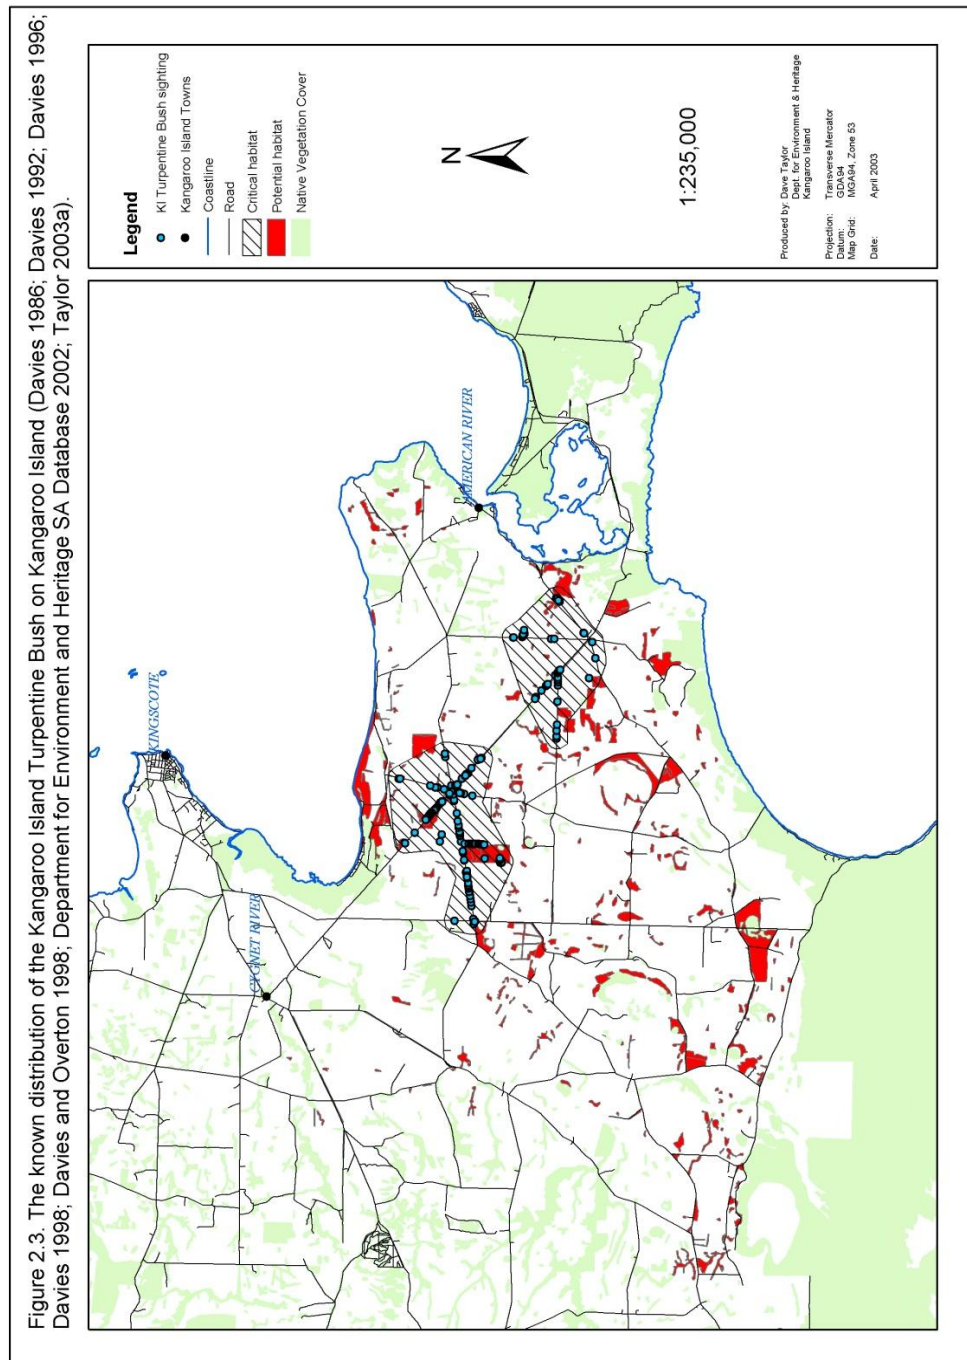 Figure 2.3. The known distribution of the Kangaroo Island Turpentine Bush on Kangaroo Island (Davies 1986; Davies 1992; Davies 1996;
Davies 1998; Davies and Overton 1998; Department for Environment and Heritage SA Database 2002; Taylor 2003a).
KINGSCOTE
CYGNET RIVER
AMERICAN RIVER
Legend
KI Turpentine Bush sighting
Kangaroo Island Towns
Coastline
Road
Critical habitat
Potential habitat
Native Vegetation Cover
N
1:235,000
Produced by: Dave Taylor
Dept. for Environment & Heritage
Kangaroo Island
Projection: Transverse Mercator
Datum: GDA94
Map Grid: MGA94, Zone 53
Date: April 2003